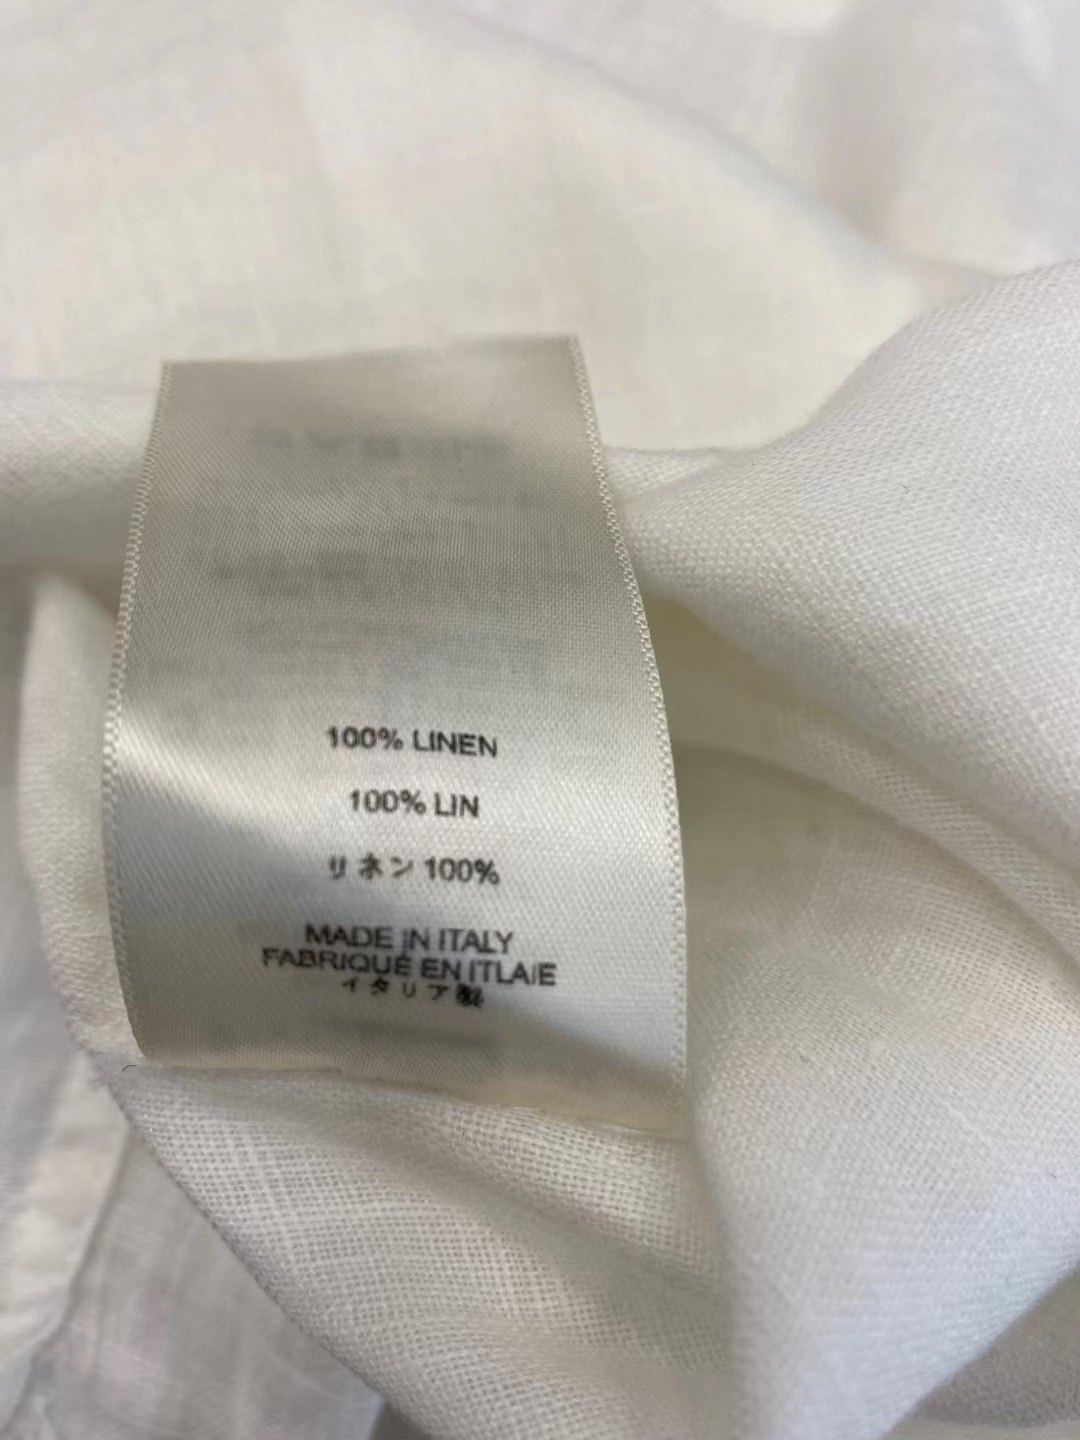 100% LINEN
100% LIN
リネン 100%
MADE IN ITALY
FABRIQUÉ EN ITLAIE
イタリア製